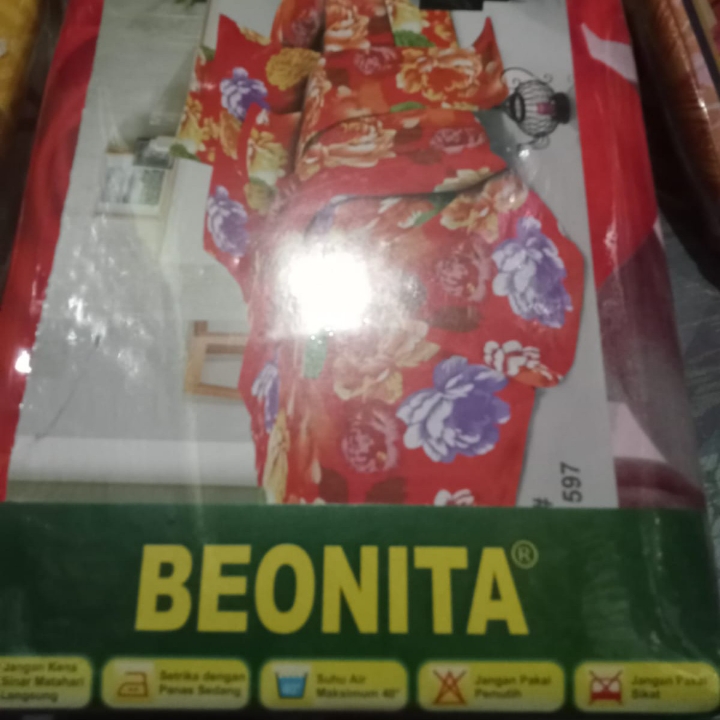 # 597
BEONITA®
Jangan Kena
Sinar Matahari
Langsung
Setrika dengan
Panas Sedang
Suhu Air
Maksimum 40°
Jangan Pakai
Pemutih
Jangan Pakai
Sikat